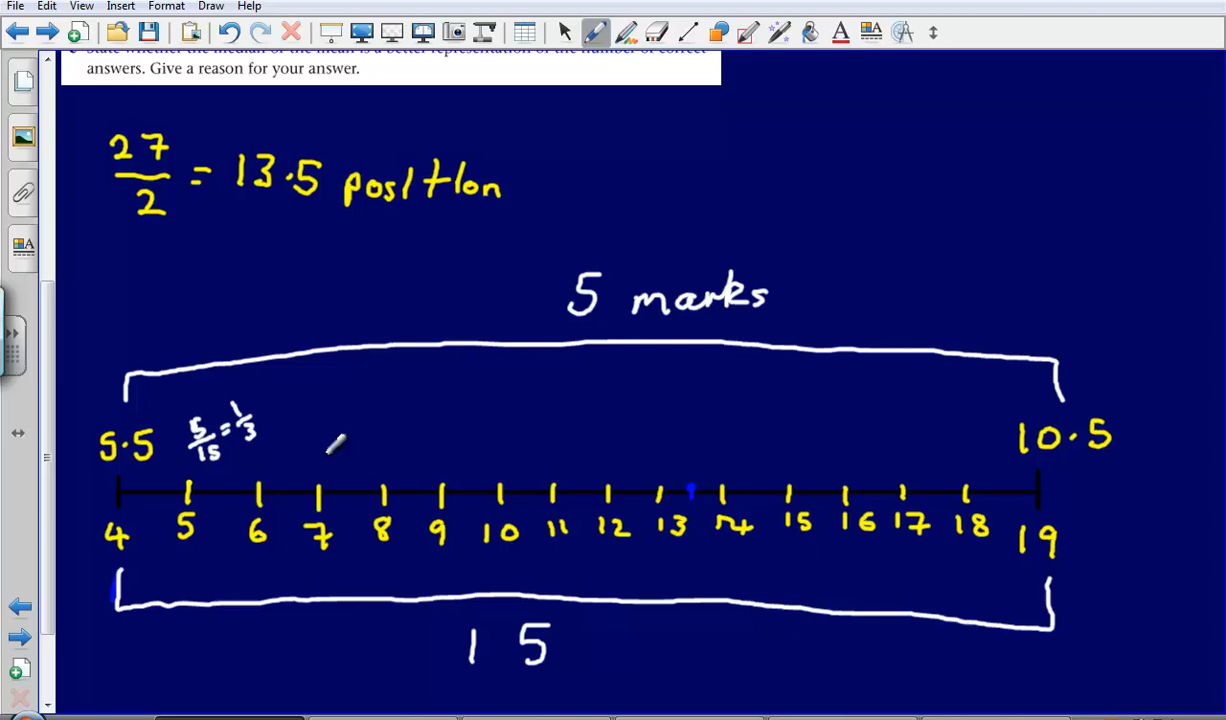 File Edit View Insert Format Draw Help
answers. Give a reason for your answer.
27/2 = 13.5 position
5 marks
5.5 5/15 = 1/3 10.5
4 5 6 7 8 9 10 11 12 13 14 15 16 17 18 19
15